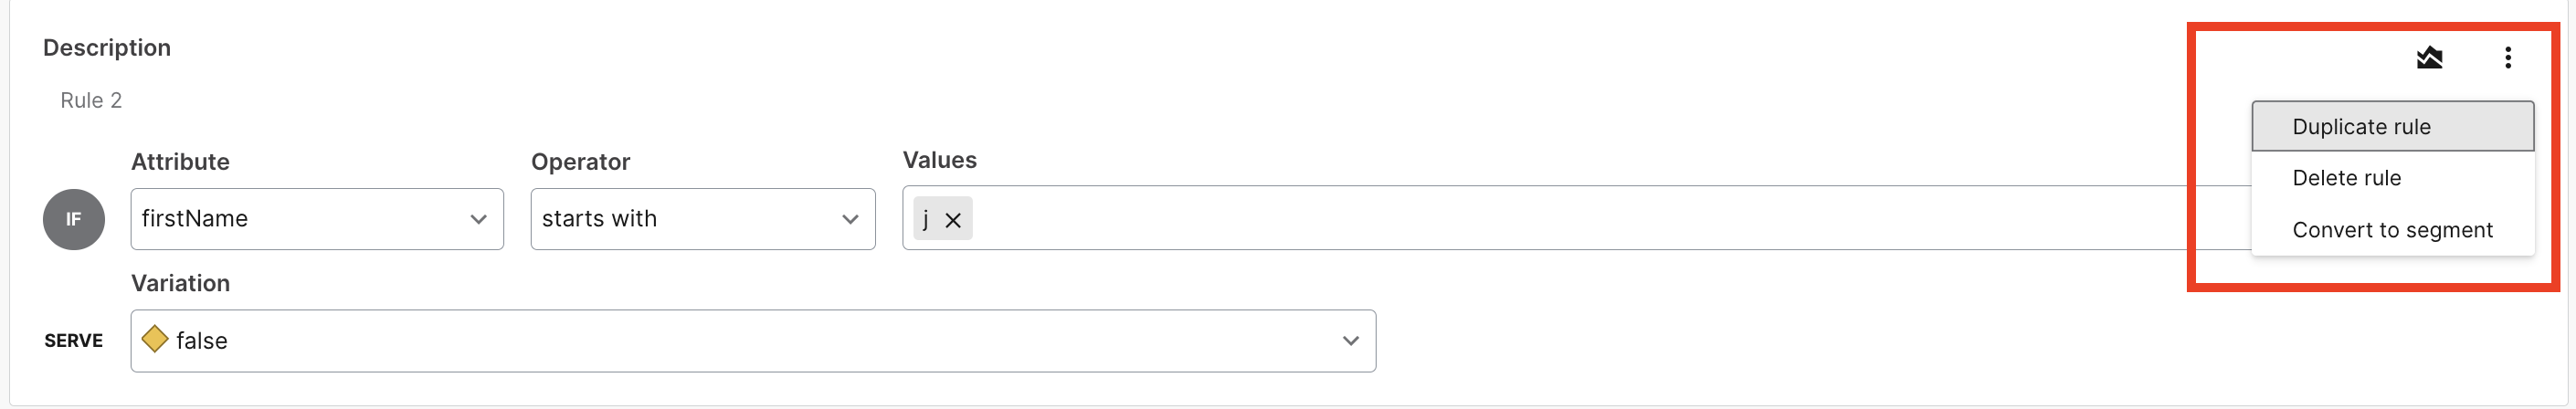 Description
Rule 2
Attribute
Operator
Values
IF
firstName
starts with
j
Variation
SERVE
false
Duplicate rule
Delete rule
Convert to segment